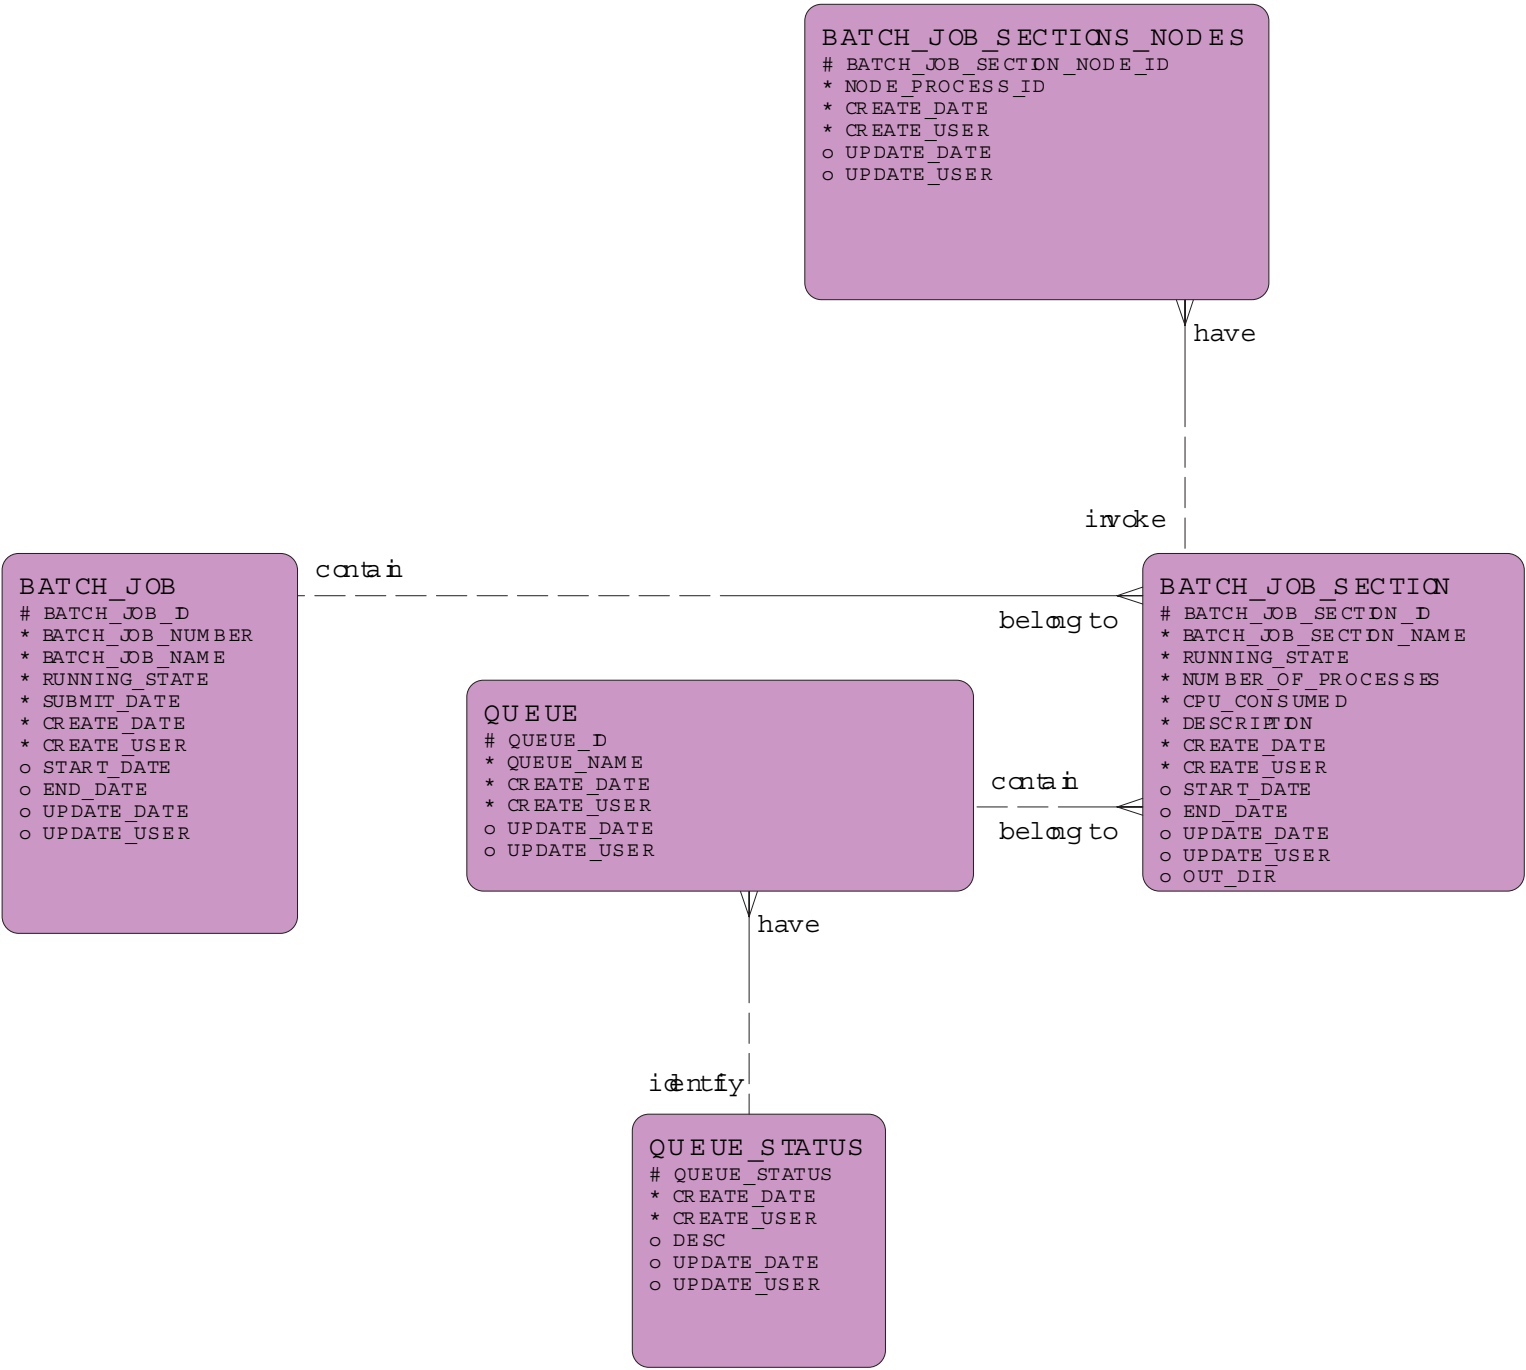 BATCH_JOB_SECTIONS_NODES
# BATCH_JOB_SECTION_NODE_ID
* NODE_PROCESS_ID
* CREATE_DATE
* CREATE_USER
o UPDATE_DATE
o UPDATE_USER
have
invoke
contain
belong to
BATCH_JOB
# BATCH_JOB_ID
* BATCH_JOB_NUMBER
* BATCH_JOB_NAME
* RUNNING_STATE
* SUBMIT_DATE
* CREATE_DATE
* CREATE_USER
o START_DATE
o END_DATE
o UPDATE_DATE
o UPDATE_USER
BATCH_JOB_SECTION
# BATCH_JOB_SECTION_ID
* BATCH_JOB_SECTION_NAME
* RUNNING_STATE
* NUMBER_OF_PROCESSES
* CPU_CONSUMED
* DESCRIPTION
* CREATE_DATE
* CREATE_USER
o START_DATE
o END_DATE
o UPDATE_DATE
o UPDATE_USER
o OUT_DIR
QUEUE
# QUEUE_ID
* QUEUE_NAME
* CREATE_DATE
* CREATE_USER
o UPDATE_DATE
o UPDATE_USER
contain
belong to
have
identify
QUEUE_STATUS
# QUEUE_STATUS
* CREATE_DATE
* CREATE_USER
o DESC
o UPDATE_DATE
o UPDATE_USER